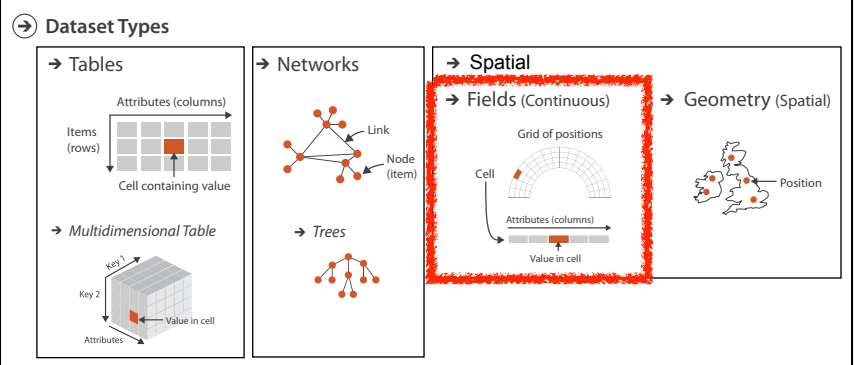 → Dataset Types
→ Tables
Attributes (columns)
Items
(rows)
Cell containing value
→ Multidimensional Table
Key 1
Key 2
Value in cell
Attributes
→ Networks
Link
Node
(item)
→ Trees
→ Spatial
→ Fields (Continuous)
Grid of positions
Cell
Attributes (columns)
Value in cell
→ Geometry (Spatial)
Position